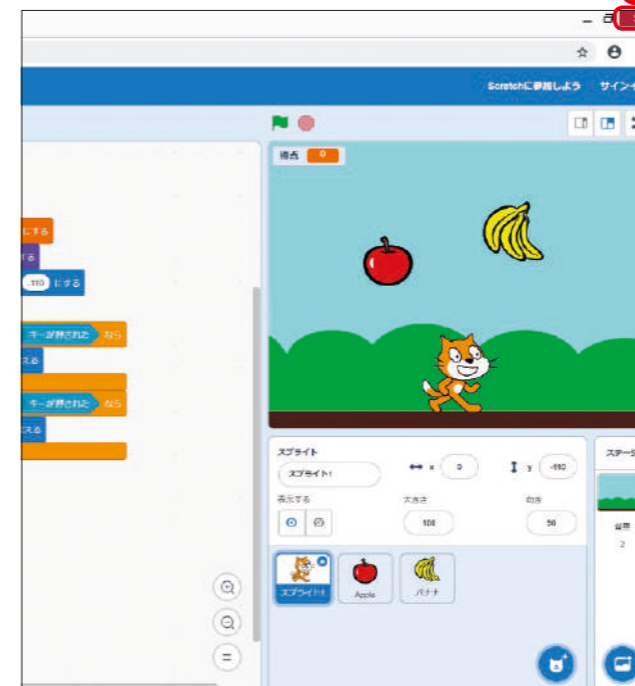 Scratchに参加しよう サインイ
得点 0
にする
する
-110 にする
キーが押された なら
える
キーが押された なら
える
スプライト
スプライト1
x 0
y -110
ステー
表示する
大きさ
向き
100
90
背景
2
スプライト1
Apple
バナナ